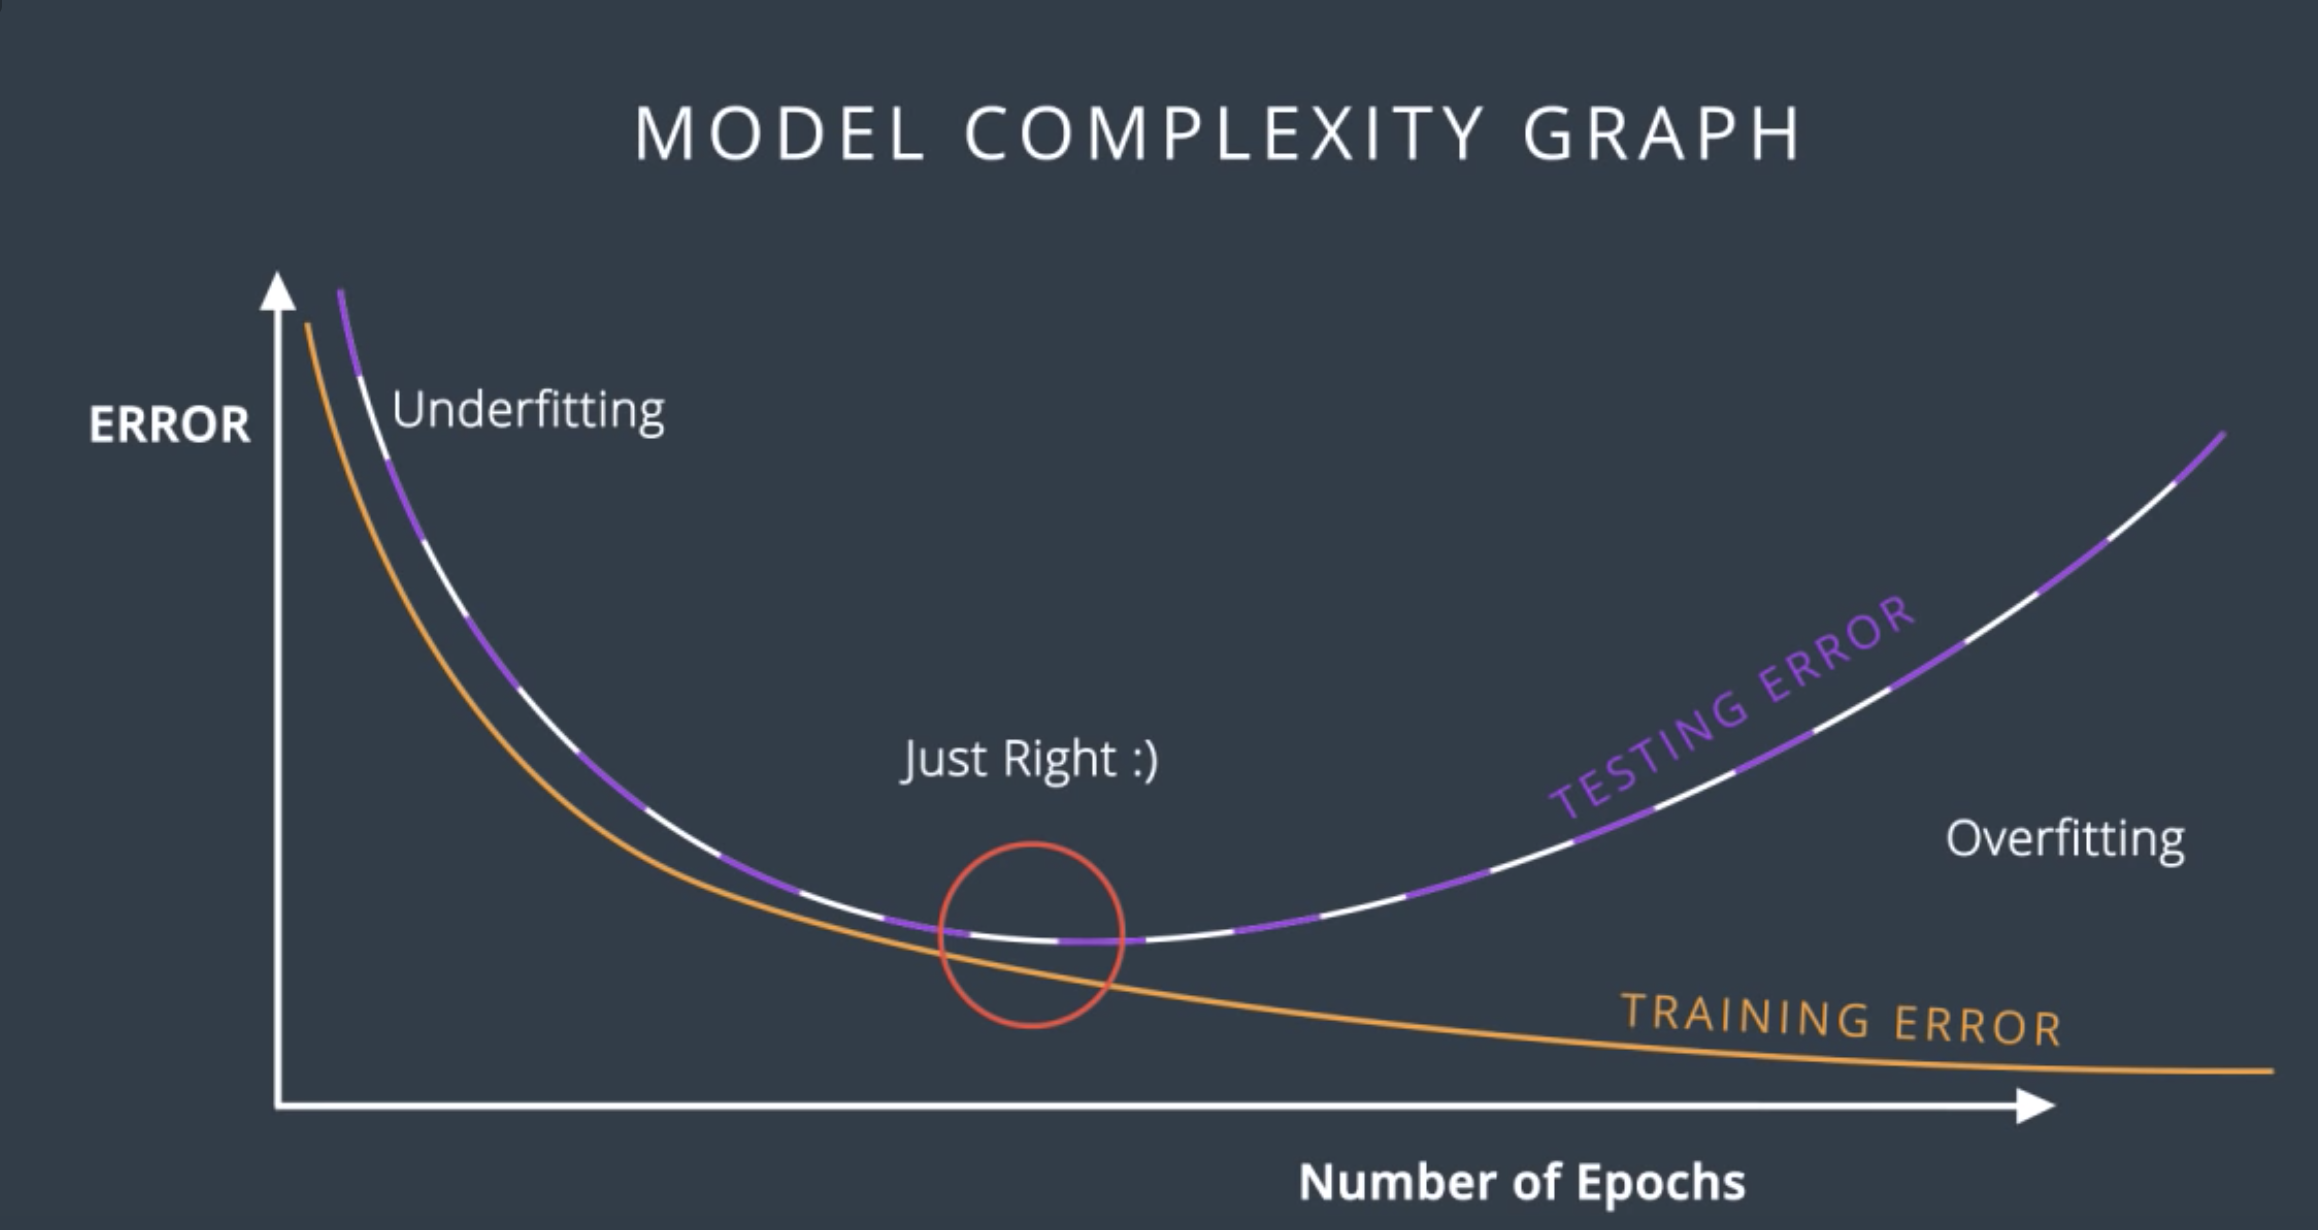 MODEL COMPLEXITY GRAPH
ERROR
Underfitting
Just Right :)
TESTING ERROR
Overfitting
TRAINING ERROR
Number of Epochs